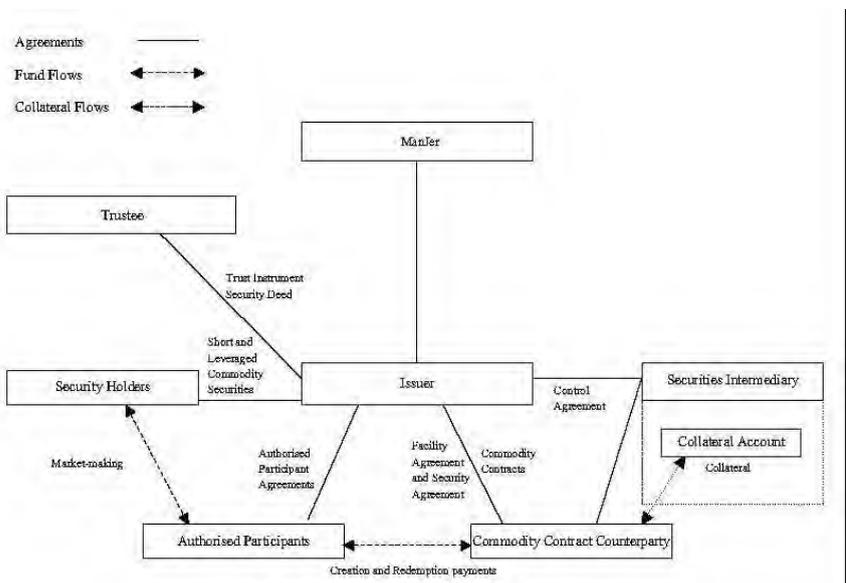 Agreements
Fund Flows
Collateral Flows
ManJer
Trustee
Trust Instrument
Security Deed
Short and
Leveraged
Commodity
Securities
Security Holders
Issuer
Securities Intermediary
Control
Agreement
Collateral Account
Collateral
Market-making
Authorised
Participant
Agreements
Facility
Agreement
and Security
Agreement
Commodity
Contracts
Authorised Participants
Commodity Contract Counterparty
Creation and Redemption payments